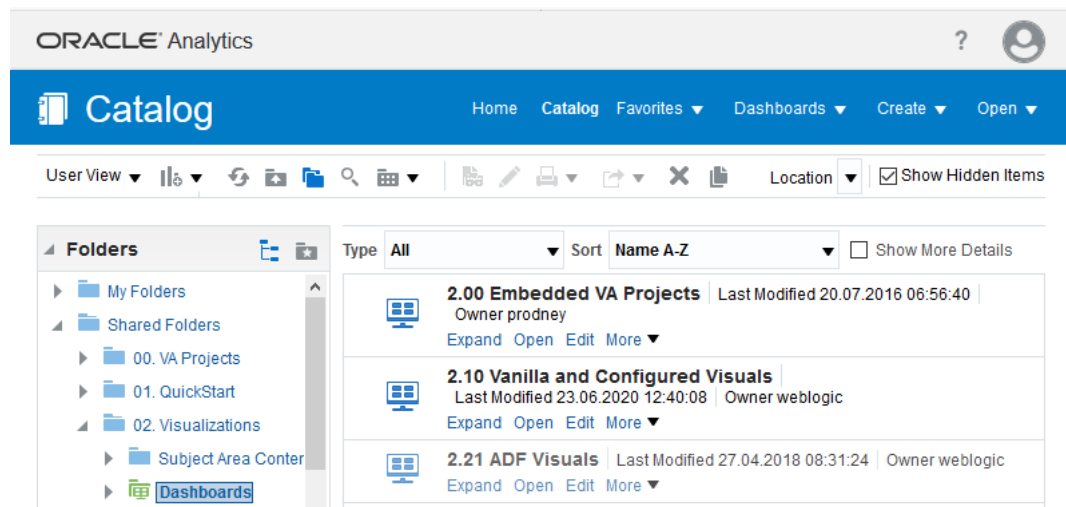 ORACLE® Analytics ?
Catalog Home Catalog Favorites Dashboards Create Open
User View Location Show Hidden Items
Folders
My Folders
Shared Folders
00. VA Projects
01. QuickStart
02. Visualizations
Subject Area Conter
Dashboards
Type All Sort Name A-Z Show More Details
2.00 Embedded VA Projects Last Modified 20.07.2016 06:56:40
Owner prodney
Expand Open Edit More
2.10 Vanilla and Configured Visuals
Last Modified 23.06.2020 12:40:08 Owner weblogic
Expand Open Edit More
2.21 ADF Visuals Last Modified 27.04.2018 08:31:24 Owner weblogic
Expand Open Edit More